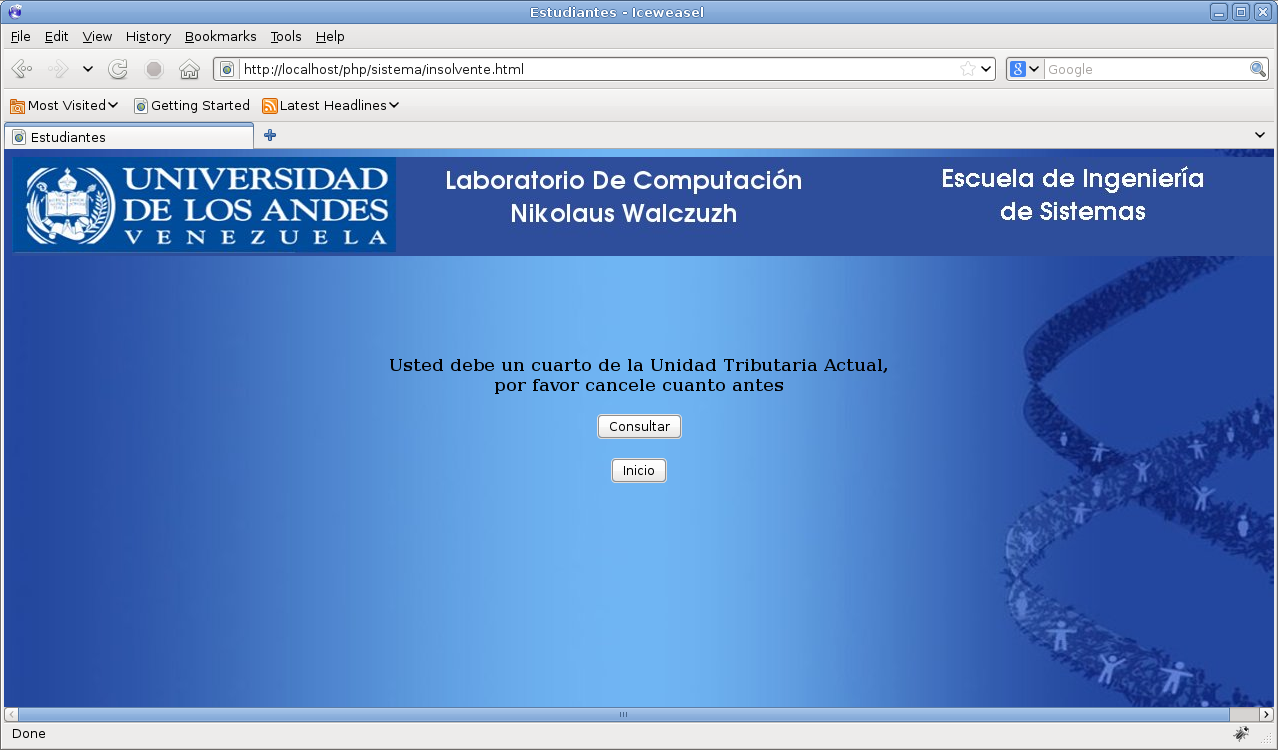 Estudiantes - Iceweasel
File Edit View History Bookmarks Tools Help
http://localhost/php/sistema/insolvente.html
8 Google
Most Visited Getting Started Latest Headlines
Estudiantes
UNIVERSIDAD
DE LOS ANDES
VENEZUELA
Laboratorio De Computación
Nikolaus Walczuzh
Escuela de Ingeniería
de Sistemas
Usted debe un cuarto de la Unidad Tributaria Actual,
por favor cancele cuanto antes
Consultar
Inicio
Done